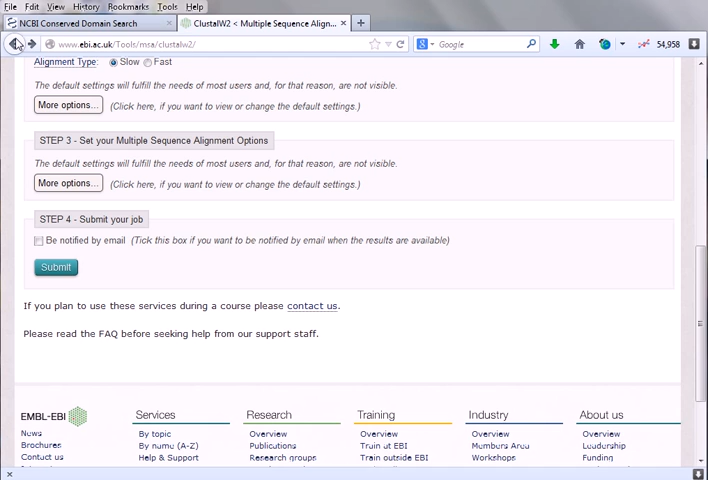 File Edit View History Bookmarks Tools Help
NCBI Conserved Domain Search × ClustalW2 < Multiple Sequence Align... × +
www.ebi.ac.uk/Tools/msa/clustalw2/ Google 54,958
Alignment Type: Slow Fast
The default settings will fulfill the needs of most users and, for that reason, are not visible.
More options... (Click here, if you want to view or change the default settings.)
STEP 3 - Set your Multiple Sequence Alignment Options
The default settings will fulfill the needs of most users and, for that reason, are not visible.
More options... (Click here, if you want to view or change the default settings.)
STEP 4 - Submit your job
Be notified by email (Tick this box if you want to be notified by email when the results are available)
Submit
If you plan to use these services during a course please contact us.
Please read the FAQ before seeking help from our support staff.
EMBL-EBI Services Research Training Industry About us
News By topic Overview Overview Overview Overview
Brochures By name (A-Z) Publications Train at EBI Members Area Leadership
Contact us Help & Support Research groups Train outside EBI Workshops Funding